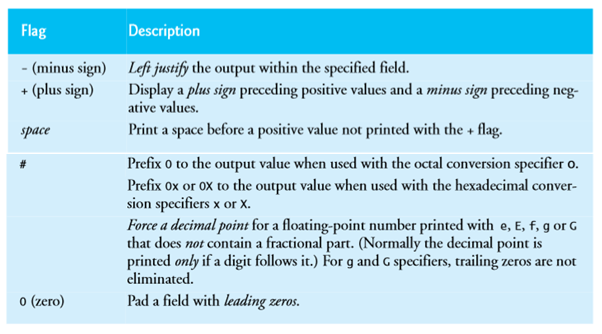 Flag Description
- (minus sign) Left justify the output within the specified field.
+ (plus sign) Display a plus sign preceding positive values and a minus sign preceding neg-
ative values.
space Print a space before a positive value not printed with the + flag.
# Prefix 0 to the output value when used with the octal conversion specifier o.
Prefix 0x or 0X to the output value when used with the hexadecimal conver-
sion specifiers x or X.
Force a decimal point for a floating-point number printed with e, E, f, g or G
that does not contain a fractional part. (Normally the decimal point is
printed only if a digit follows it.) For g and G specifiers, trailing zeros are not
eliminated.
0 (zero) Pad a field with leading zeros.